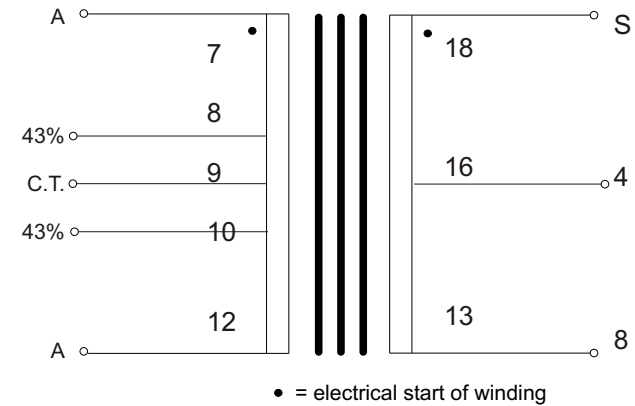 A
S
7
18
8
43%
9
16
C.T.
4
43%
10
12
13
A
8
● = electrical start of winding